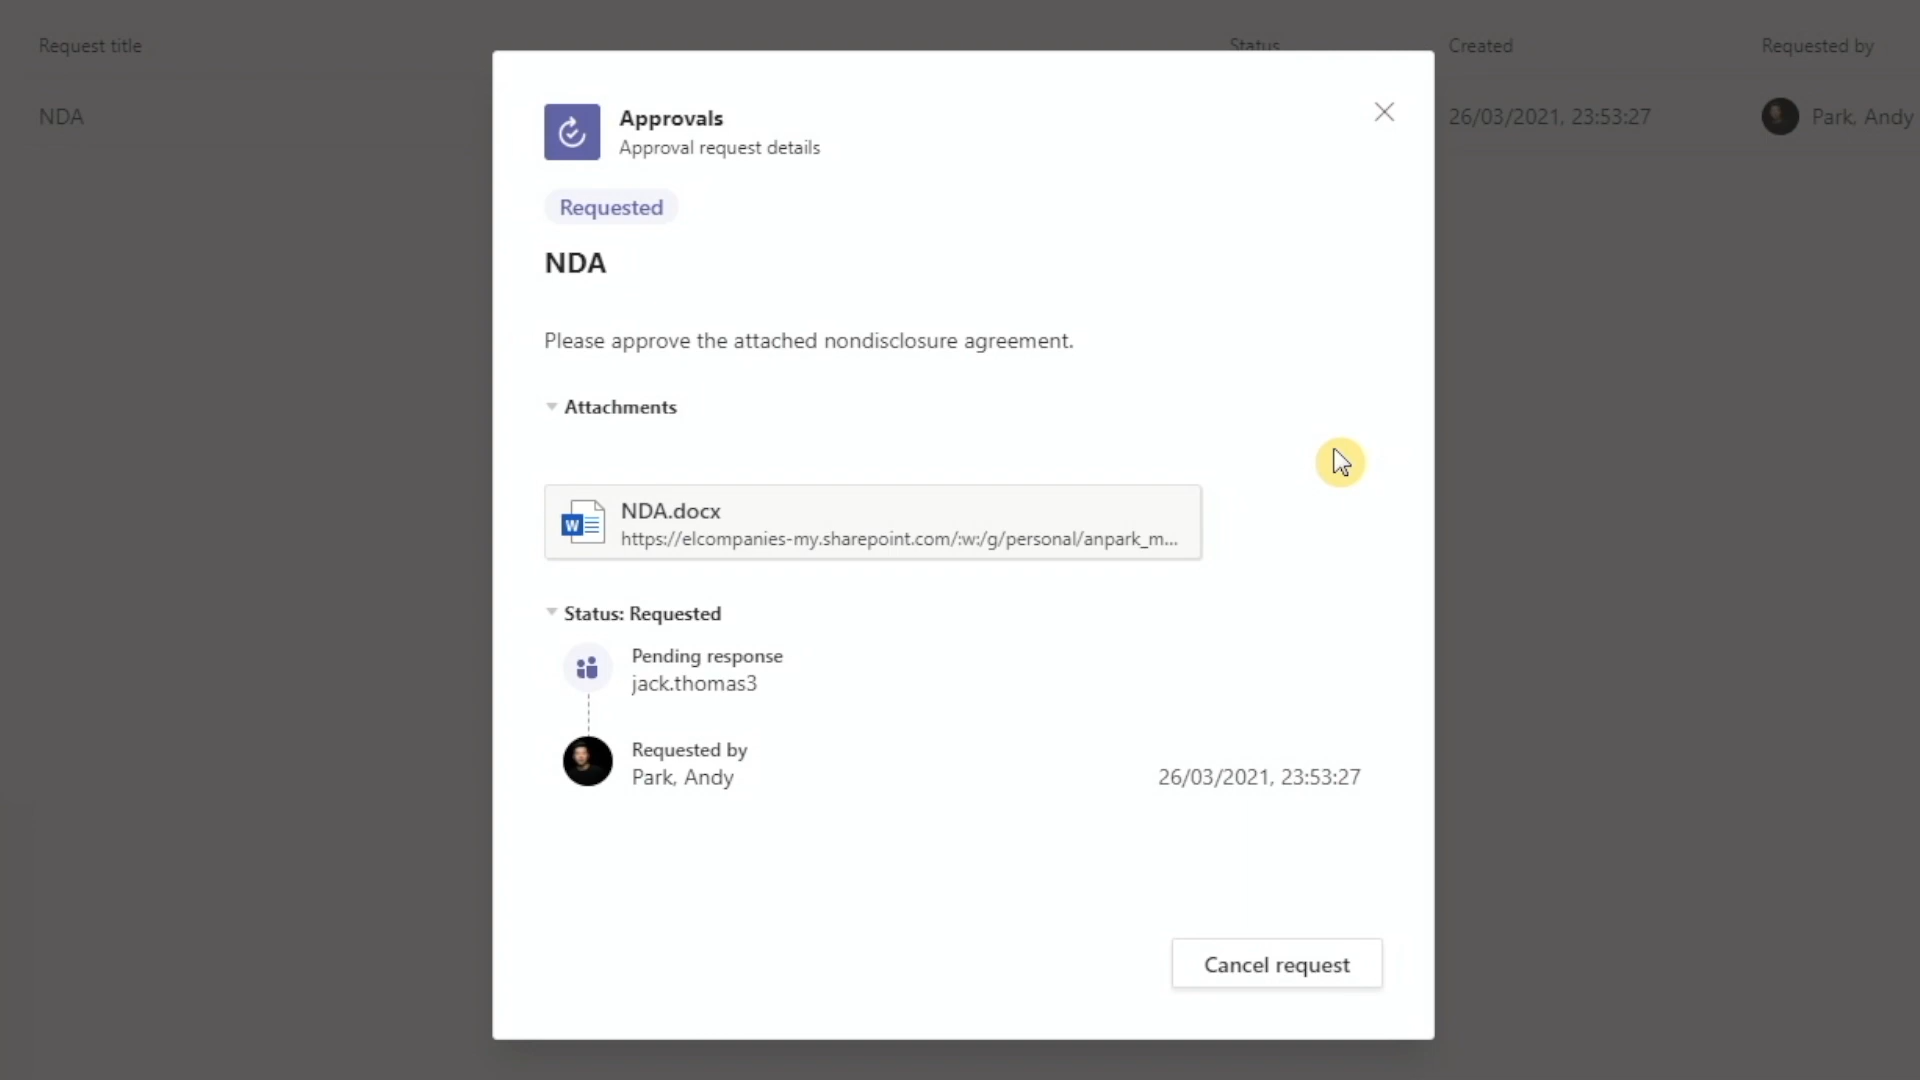 Request title
Status
Created
Requested by
NDA
26/03/2021, 23:53:27
Park, Andy
Approvals
Approval request details
Requested
NDA
Please approve the attached nondisclosure agreement.
Attachments
W
NDA.docx
https://elcompanies-my.sharepoint.com/:w:/g/personal/anpark_m...
Status: Requested
Pending response
jack.thomas3
Requested by
Park, Andy
26/03/2021, 23:53:27
Cancel request